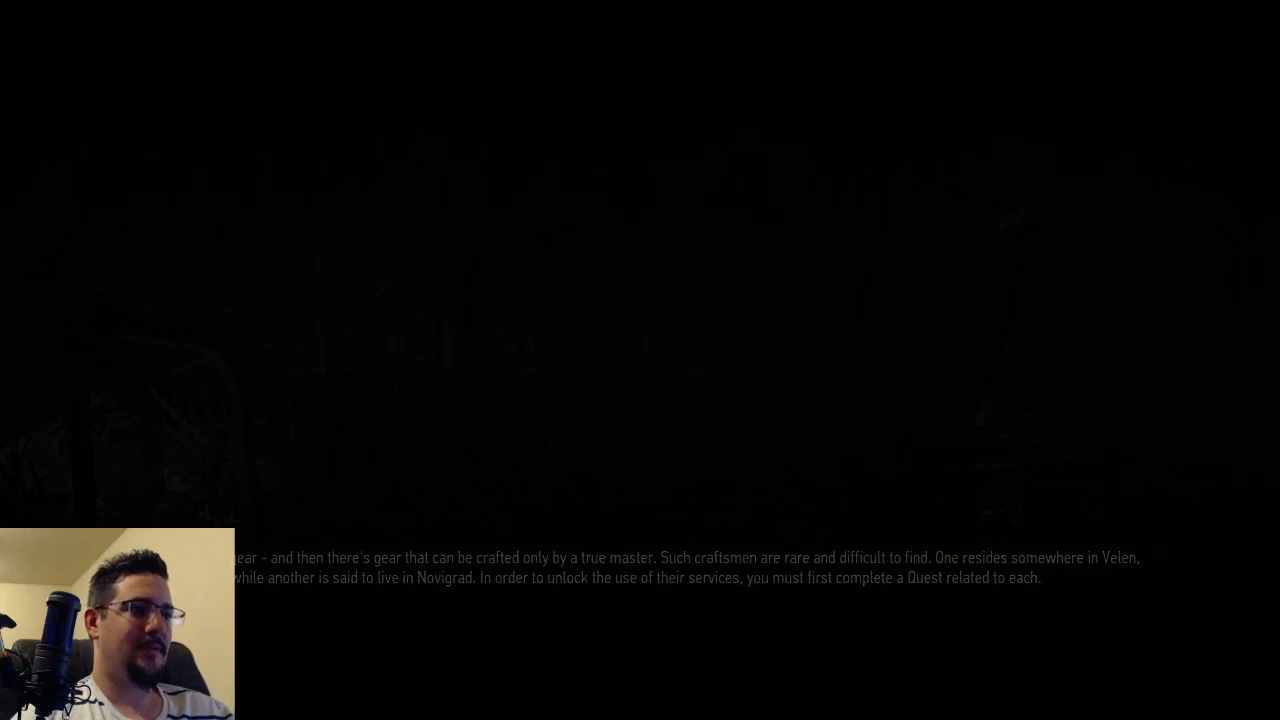 gear - and then there's gear that can be crafted only by a true master. Such craftsmen are rare and difficult to find. One resides somewhere in Velen,
while another is said to live in Novigrad. In order to unlock the use of their services, you must first complete a Quest related to each.